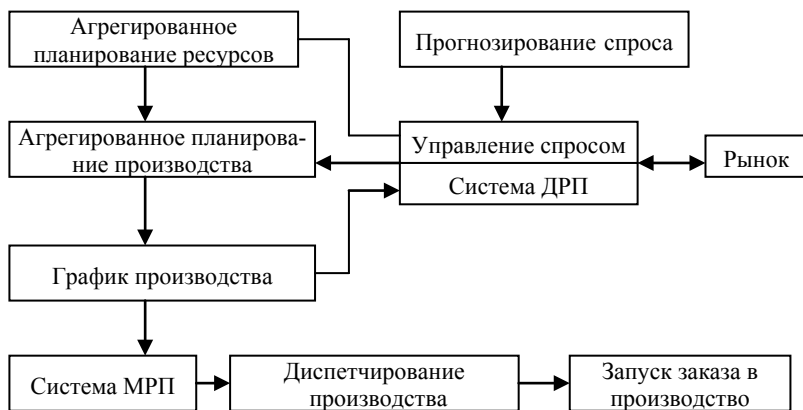 Агрегированное
планирование ресурсов
Прогнозирование спроса
Агрегированное планирова-
ние производства
Управление спросом
Система ДРП
Рынок
График производства
Система МРП
Диспетчирование
производства
Запуск заказа в
производство